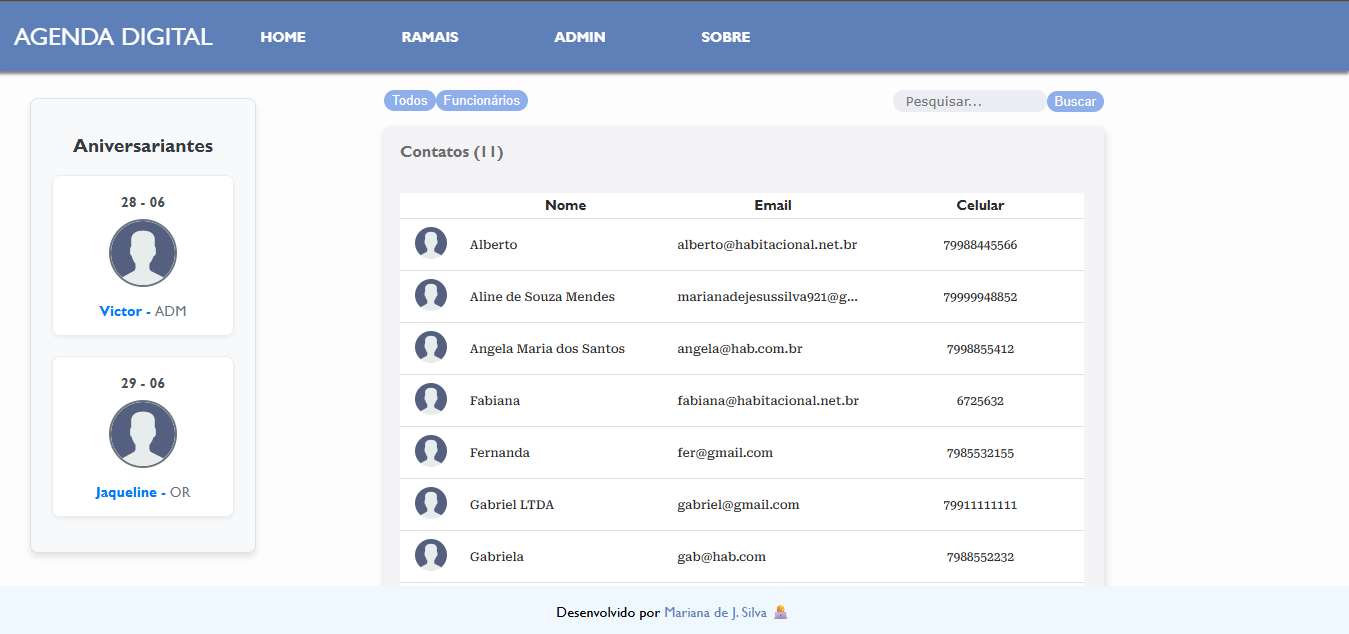 AGENDA DIGITAL HOME RAMAIS ADMIN SOBRE
Aniversariantes
28 - 06
Victor - ADM
29 - 06
Jaqueline - OR
Todos Funcionários
Pesquisar... Buscar
Contatos (11)
Nome Email Celular
Alberto alberto@habitacional.net.br 79988445566
Aline de Souza Mendes marianadejesussilva921@g... 79999948852
Angela Maria dos Santos angela@hab.com.br 7998855412
Fabiana fabiana@habitacional.net.br 6725632
Fernanda fer@gmail.com 7985532155
Gabriel LTDA gabriel@gmail.com 79911111111
Gabriela gab@hab.com 7988552232
Desenvolvido por Mariana de J. Silva